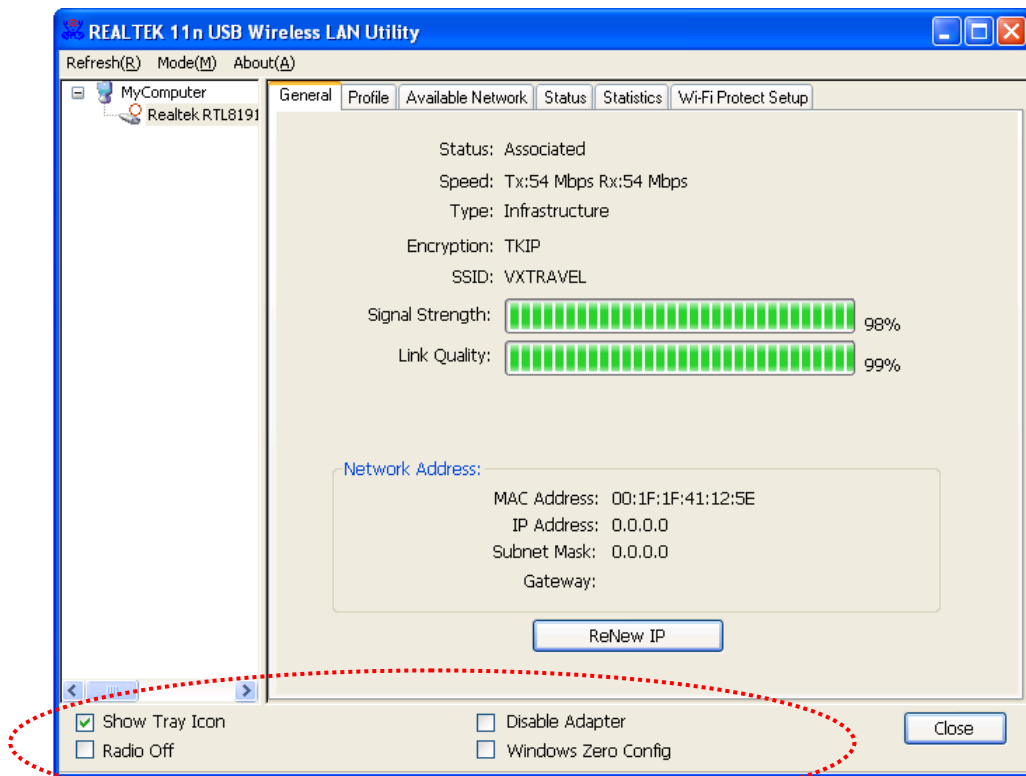 REALTEK 11n USB Wireless LAN Utility
Refresh(R) Mode(M) About(A)
MyComputer
Realtek RTL8191
General Profile Available Network Status Statistics Wi-Fi Protect Setup
Status: Associated
Speed: Tx:54 Mbps Rx:54 Mbps
Type: Infrastructure
Encryption: TKIP
SSID: VXTRAVEL
Signal Strength: 98%
Link Quality: 99%
Network Address:
MAC Address: 00:1F:1F:41:12:5E
IP Address: 0.0.0.0
Subnet Mask: 0.0.0.0
Gateway:
ReNew IP
Show Tray Icon Disable Adapter
Radio Off Windows Zero Config
Close